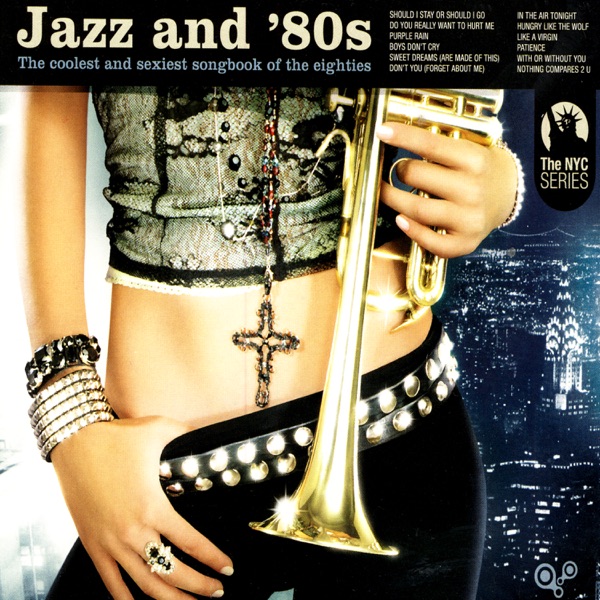 Jazz and ’80s
The coolest and sexiest songbook of the eighties
SHOULD I STAY OR SHOULD I GO
DO YOU REALLY WANT TO HURT ME
PURPLE RAIN
BOYS DON'T CRY
SWEET DREAMS (ARE MADE OF THIS)
DON'T YOU (FORGET ABOUT ME)
IN THE AIR TONIGHT
HUNGRY LIKE THE WOLF
LIKE A VIRGIN
PATIENCE
WITH OR WITHOUT YOU
NOTHING COMPARES 2 U
The NYC
SERIES